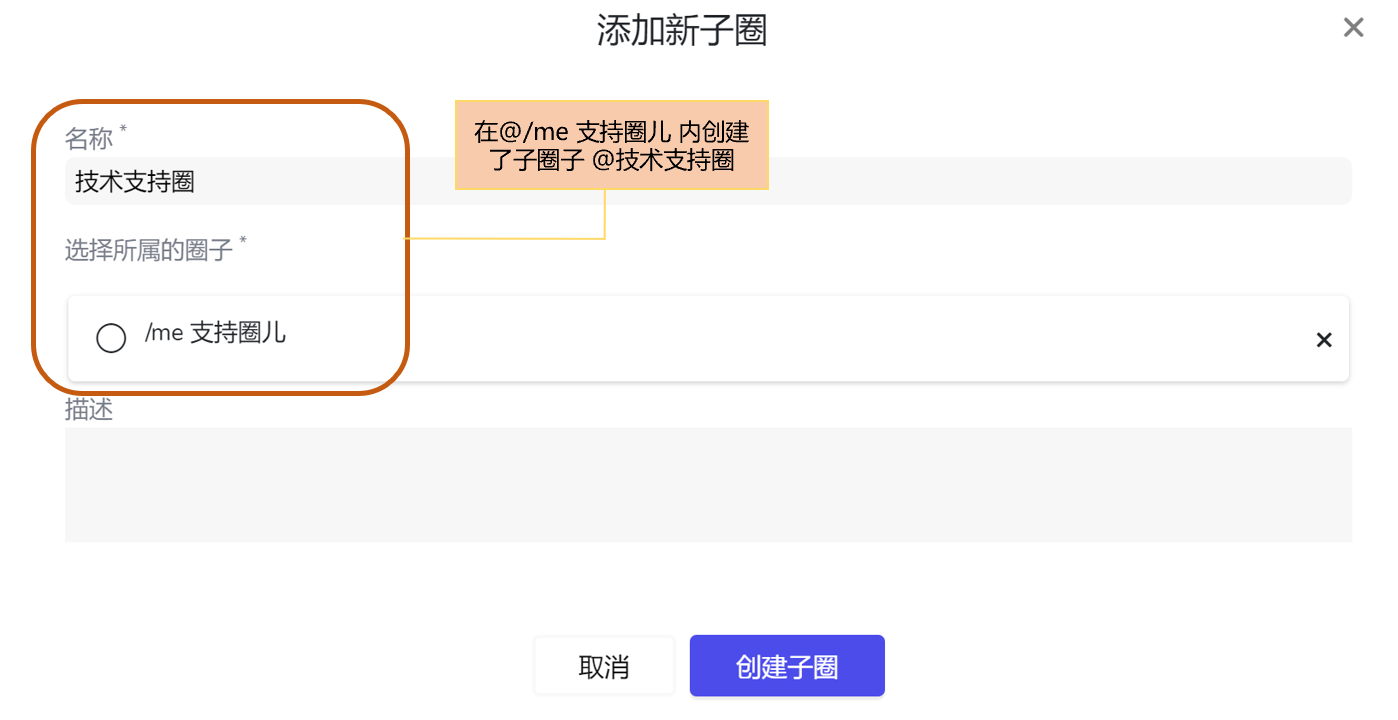 添加新子圈
名称 *
在@/me 支持圈儿 内创建
了子圈子 @技术支持圈
技术支持圈
选择所属的圈子 *
/me 支持圈儿
描述
取消
创建子圈